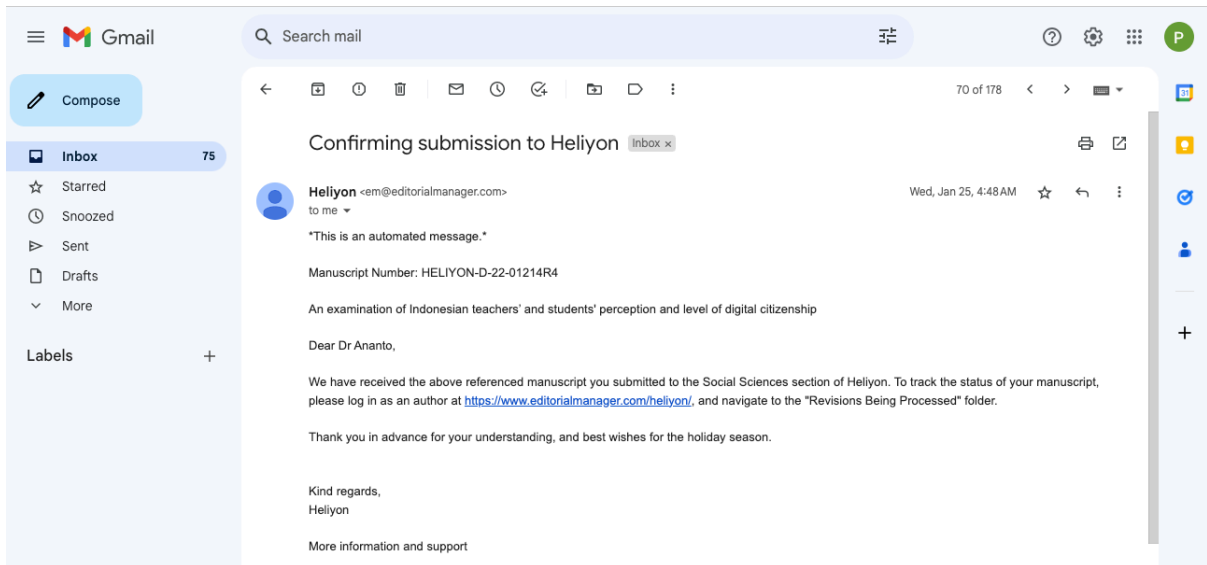 Gmail
Search mail
P
Compose
70 of 178
31
Inbox 75
Starred
Snoozed
Sent
Drafts
More
Labels
Confirming submission to Heliyon Inbox ×
Heliyon <em@editorialmanager.com> Wed, Jan 25, 4:48 AM
to me
*This is an automated message.*
Manuscript Number: HELIYON-D-22-01214R4
An examination of Indonesian teachers’ and students' perception and level of digital citizenship
Dear Dr Ananto,
We have received the above referenced manuscript you submitted to the Social Sciences section of Heliyon. To track the status of your manuscript,
please log in as an author at https://www.editorialmanager.com/heliyon/, and navigate to the "Revisions Being Processed" folder.
Thank you in advance for your understanding, and best wishes for the holiday season.
Kind regards,
Heliyon
More information and support